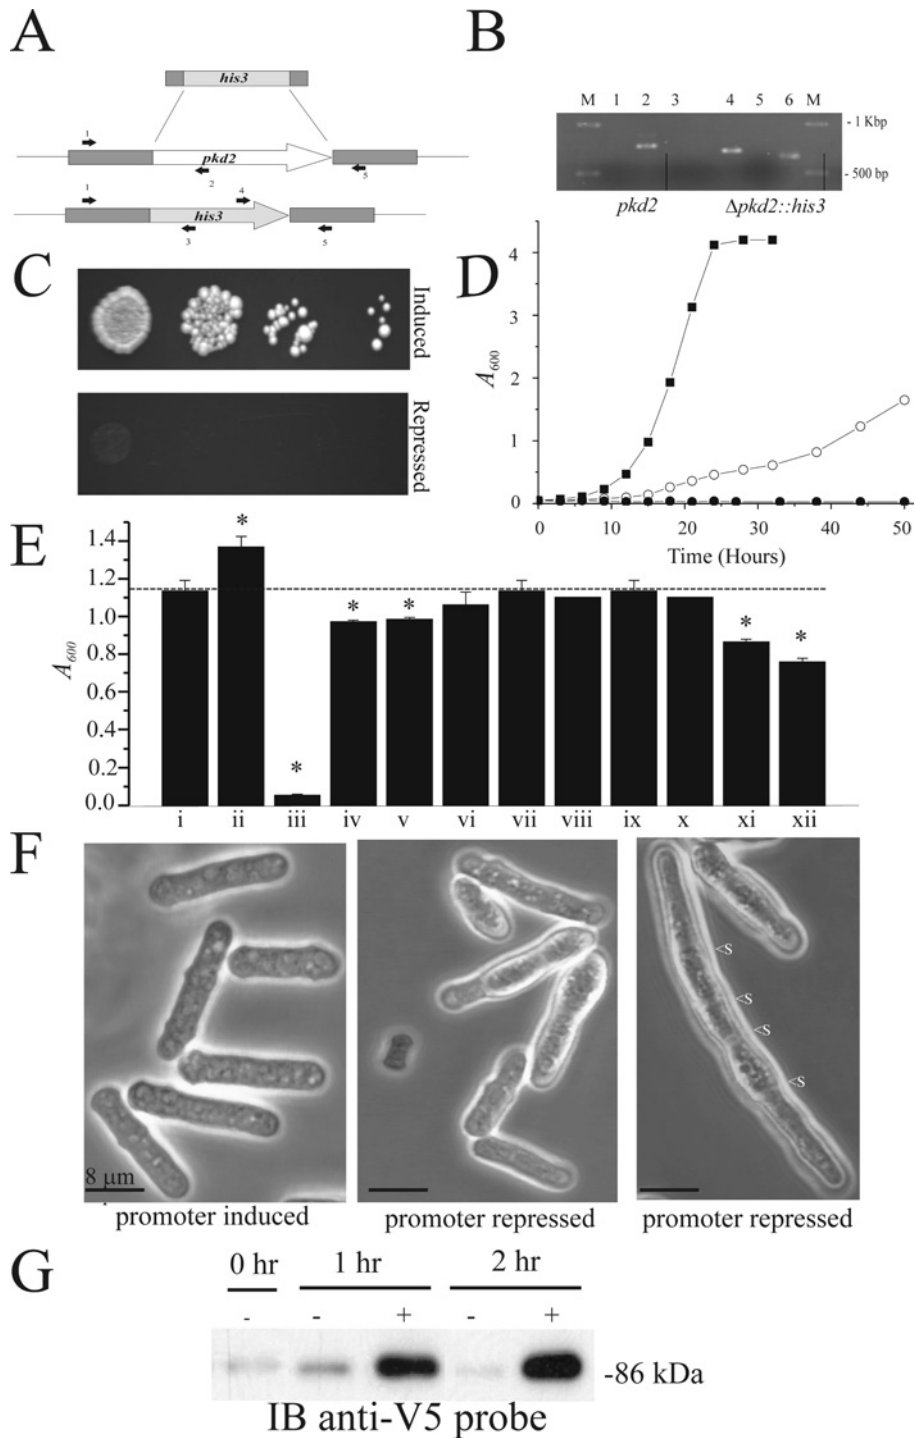 A
his3
1
pkd2
2
5
1
4
his3
3
5
B
M 1 2 3 4 5 6 M
- 1 Kbp
- 500 bp
pkd2 Δpkd2::his3
C
Induced
Repressed
D
4
3
2
1
0
A600
0 10 20 30 40 50
Time (Hours)
E
1.4
1.2
1.0
0.8
0.6
0.4
0.2
0.0
A600
* * * * * *
i ii iii iv v vi vii viii ix x xi xii
F
<s
<s
<s
<s
8 μm
promoter induced
promoter repressed
promoter repressed
G
0 hr 1 hr 2 hr
- - + - +
-86 kDa
IB anti-V5 probe